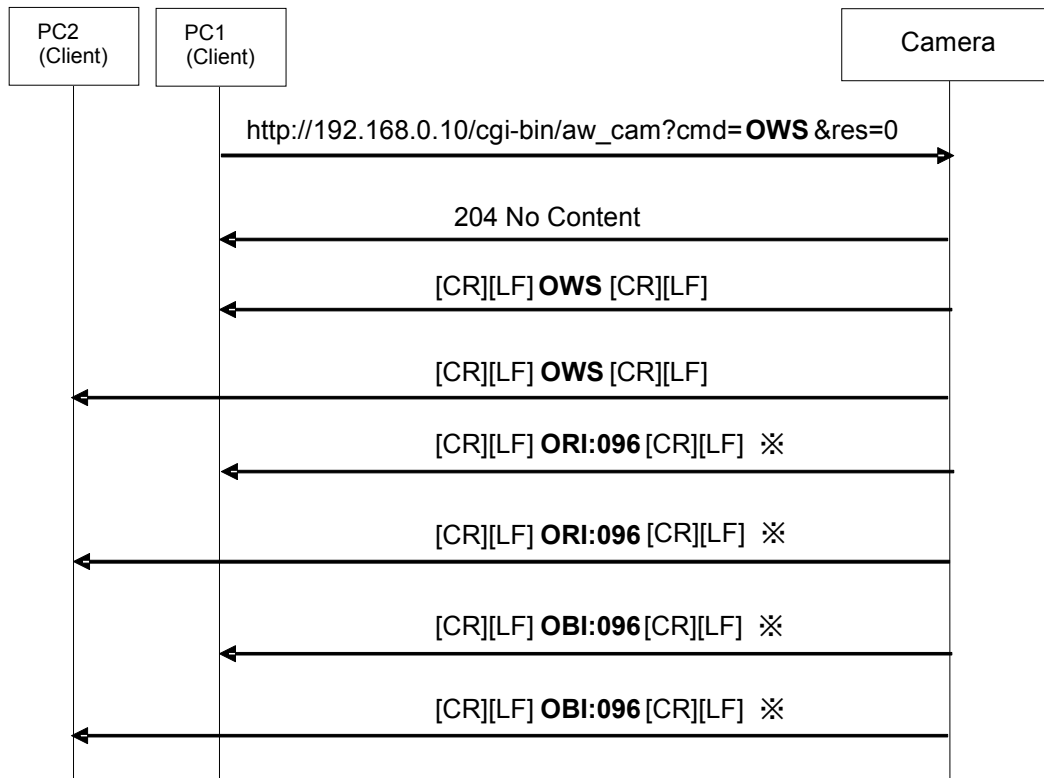 PC2
(Client)
PC1
(Client)
Camera
http://192.168.0.10/cgi-bin/aw_cam?cmd=OWS &res=0
204 No Content
[CR][LF] OWS [CR][LF]
[CR][LF] OWS [CR][LF]
[CR][LF] ORI:096 [CR][LF] ※
[CR][LF] ORI:096 [CR][LF] ※
[CR][LF] OBI:096 [CR][LF] ※
[CR][LF] OBI:096 [CR][LF] ※